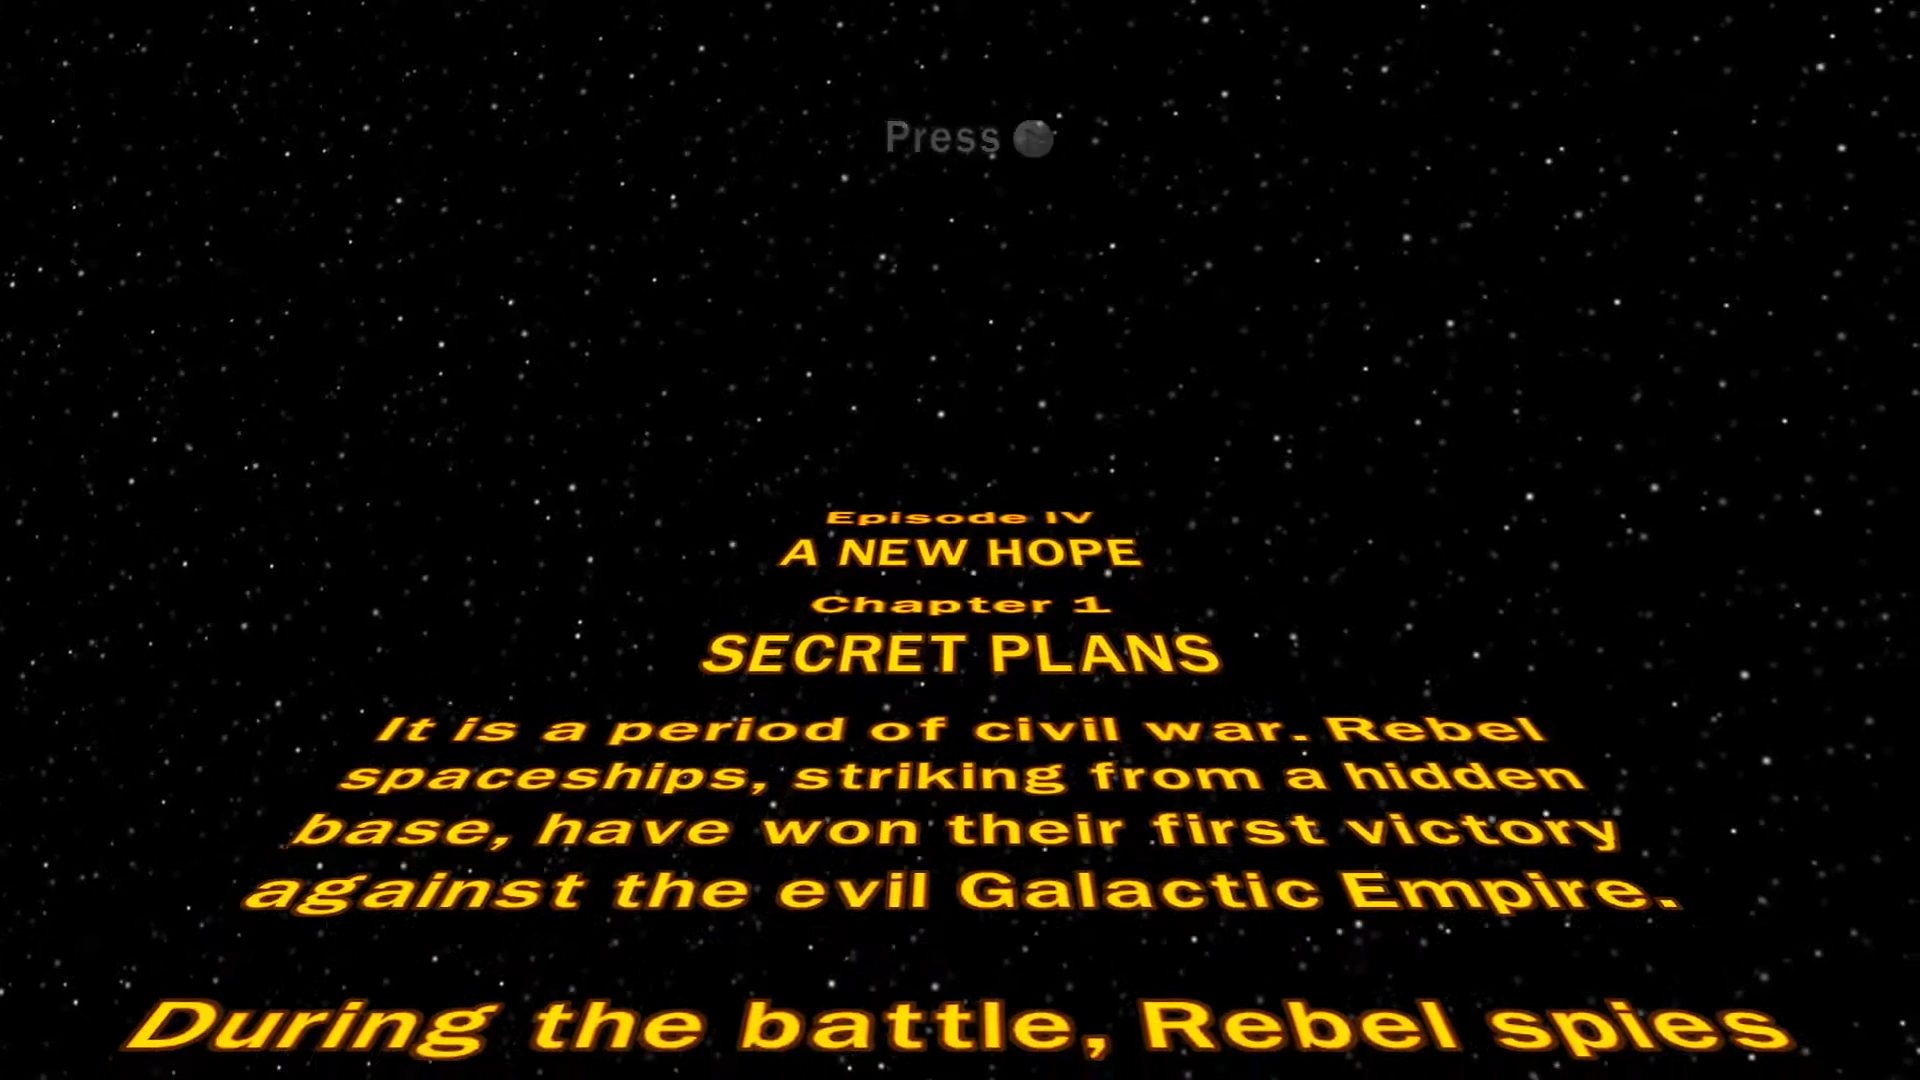 Press
Episode IV
A NEW HOPE
Chapter 1
SECRET PLANS
It is a period of civil war. Rebel
spaceships, striking from a hidden
base, have won their first victory
against the evil Galactic Empire.
During the battle, Rebel spies